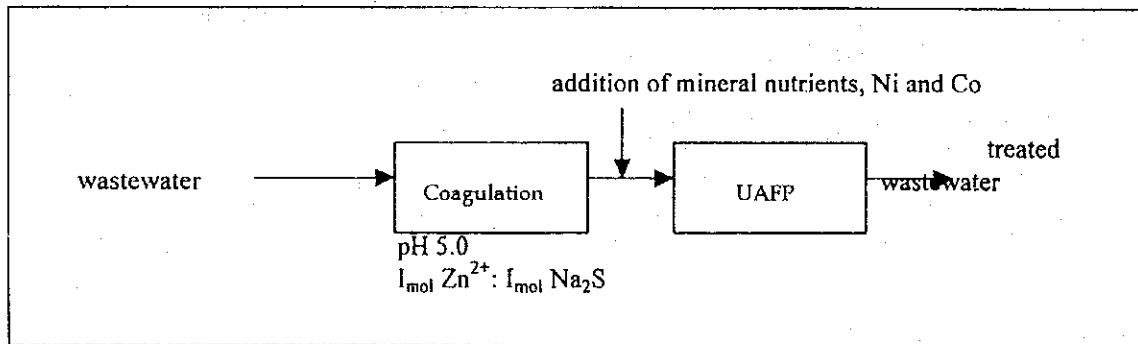 addition of mineral nutrients, Ni and Co
wastewater
Coagulation
UAFP
treated
wastewater
pH 5.0
I_mol Zn²⁺: I_mol Na₂S